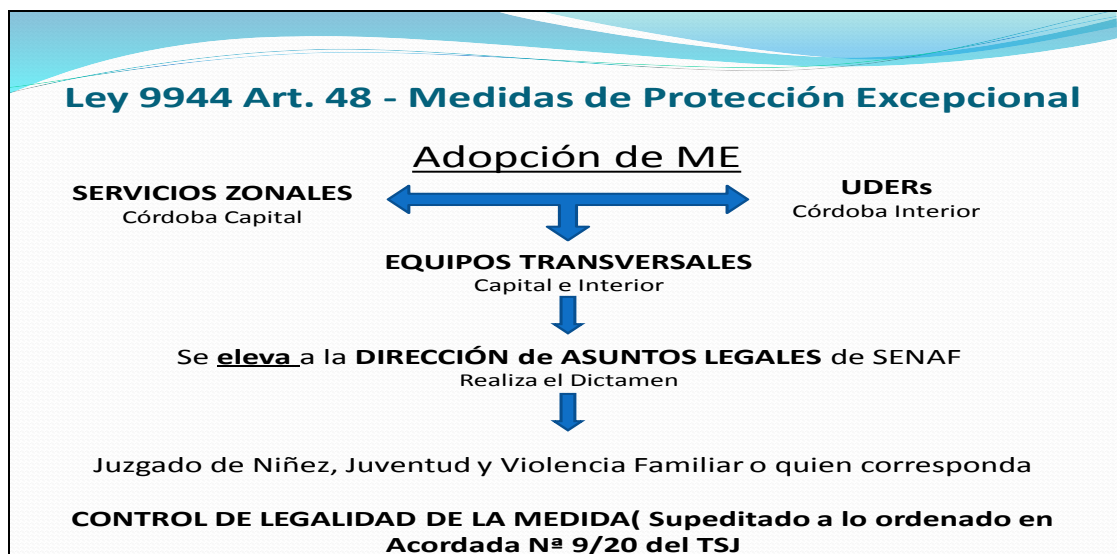 Ley 9944 Art. 48 - Medidas de Protección Excepcional
Adopción de ME
SERVICIOS ZONALES
Córdoba Capital
UDERs
Córdoba Interior
EQUIPOS TRANSVERSALES
Capital e Interior
Se eleva a la DIRECCIÓN de ASUNTOS LEGALES de SENAF
Realiza el Dictamen
Juzgado de Niñez, Juventud y Violencia Familiar o quien corresponda
CONTROL DE LEGALIDAD DE LA MEDIDA( Supeditado a lo ordenado en
Acordada Nª 9/20 del TSJ